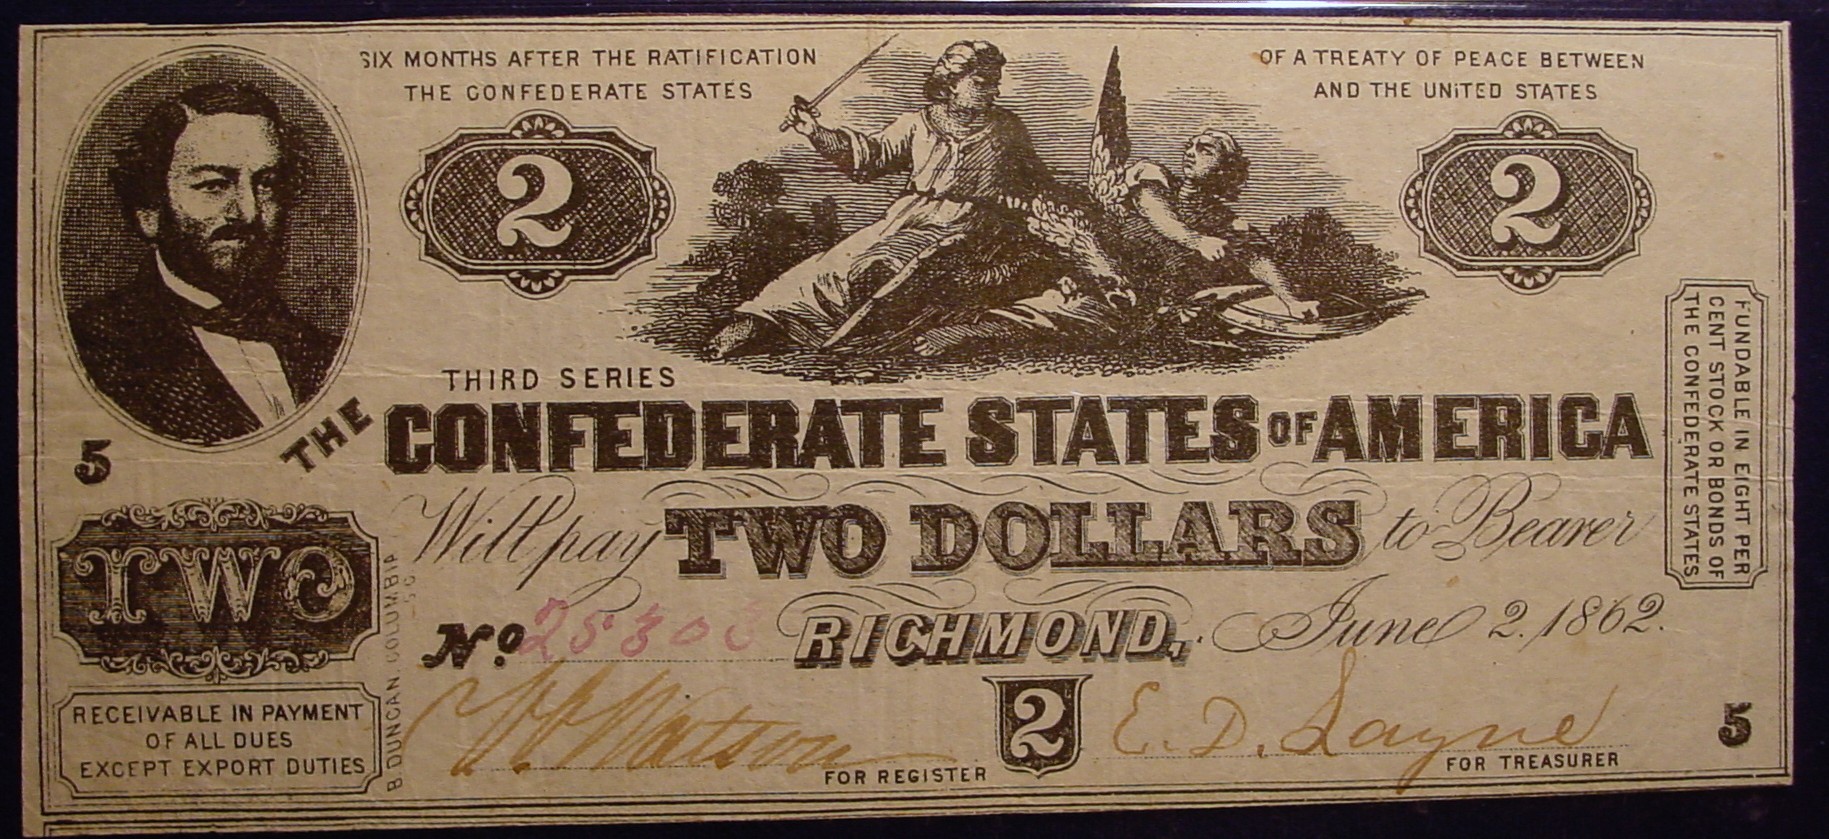 SIX MONTHS AFTER THE RATIFICATION OF A TREATY OF PEACE BETWEEN
THE CONFEDERATE STATES AND THE UNITED STATES
2
2
THIRD SERIES
THE CONFEDERATE STATES OF AMERICA
5
Will pay TWO DOLLARS to Bearer
TWO
No. 25303 RICHMOND, June 2. 1862.
Watson
FOR REGISTER
2
E. D. Layne
FOR TREASURER
5
RECEIVABLE IN PAYMENT
OF ALL DUES
EXCEPT EXPORT DUTIES
B. DUNCAN COLUMBIA
FUNDABLE IN EIGHT PER
CENT STOCK OR BONDS OF
THE CONFEDERATE STATES